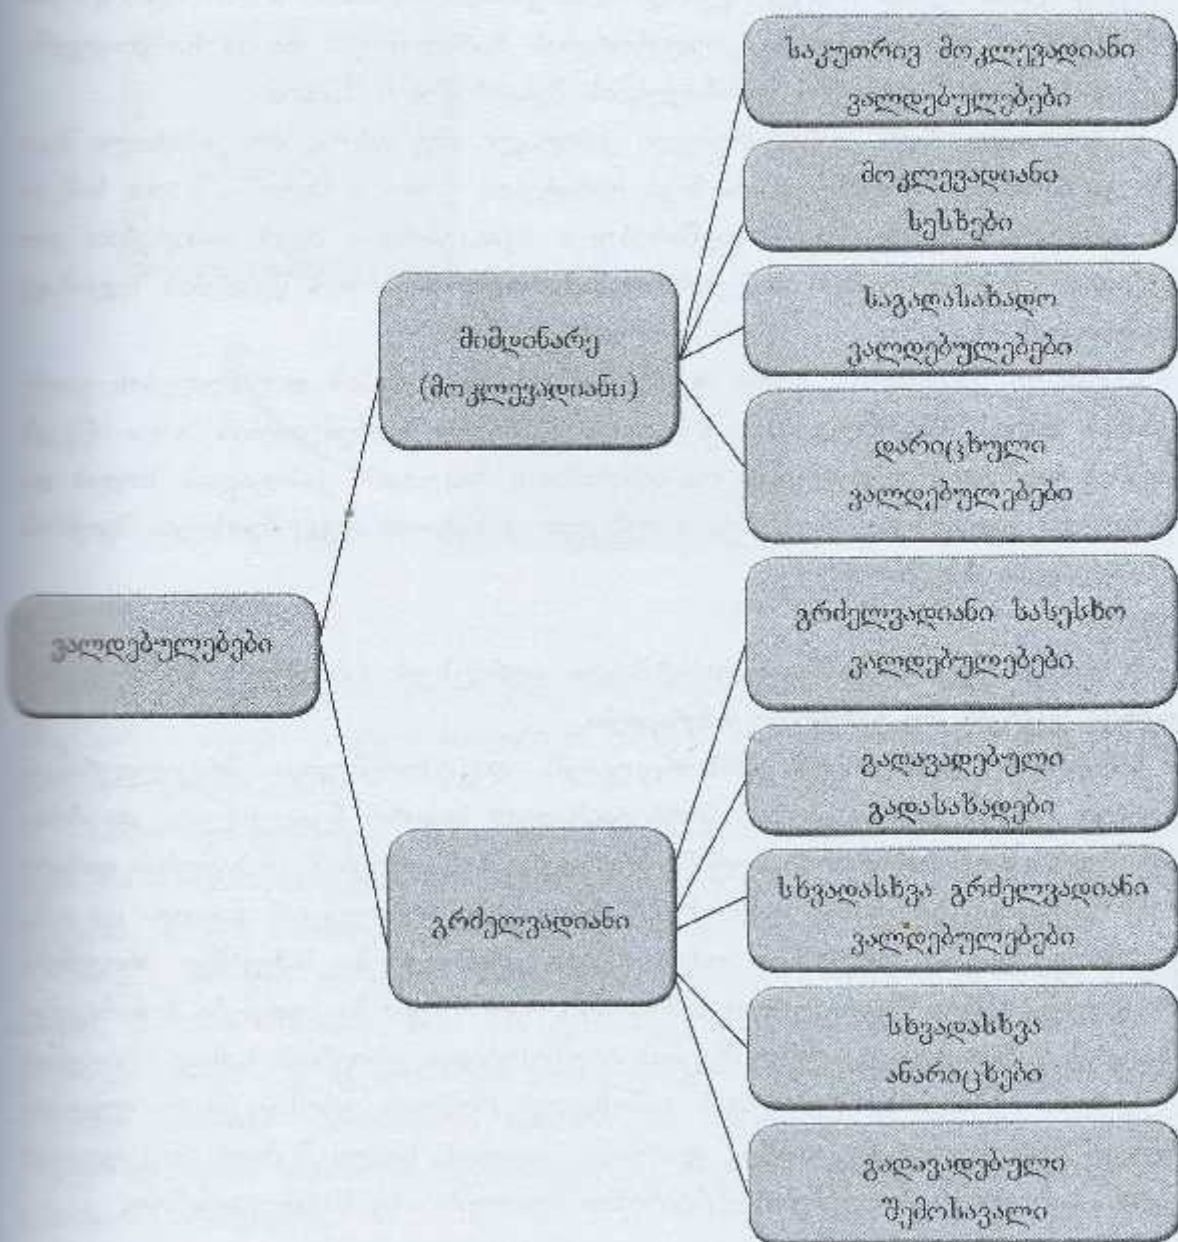 ვალდებულებები
მიმდინარე
(მოკლევადიანი)
საკუთრივ მოკლევადიანი
ვალდებულებები
მოკლევადიანი
სესხები
საგადასახადო
ვალდებულებები
დარიცხული
ვალდებულებები
გრძელვადიანი
გრძელვადიანი სასესხო
ვალდებულებები
გადავადებული
გადასახადები
სხვადასხვა გრძელვადიანი
ვალდებულებები
სხვადასხვა
ანარიცხები
გადავადებული
შემოსავალი